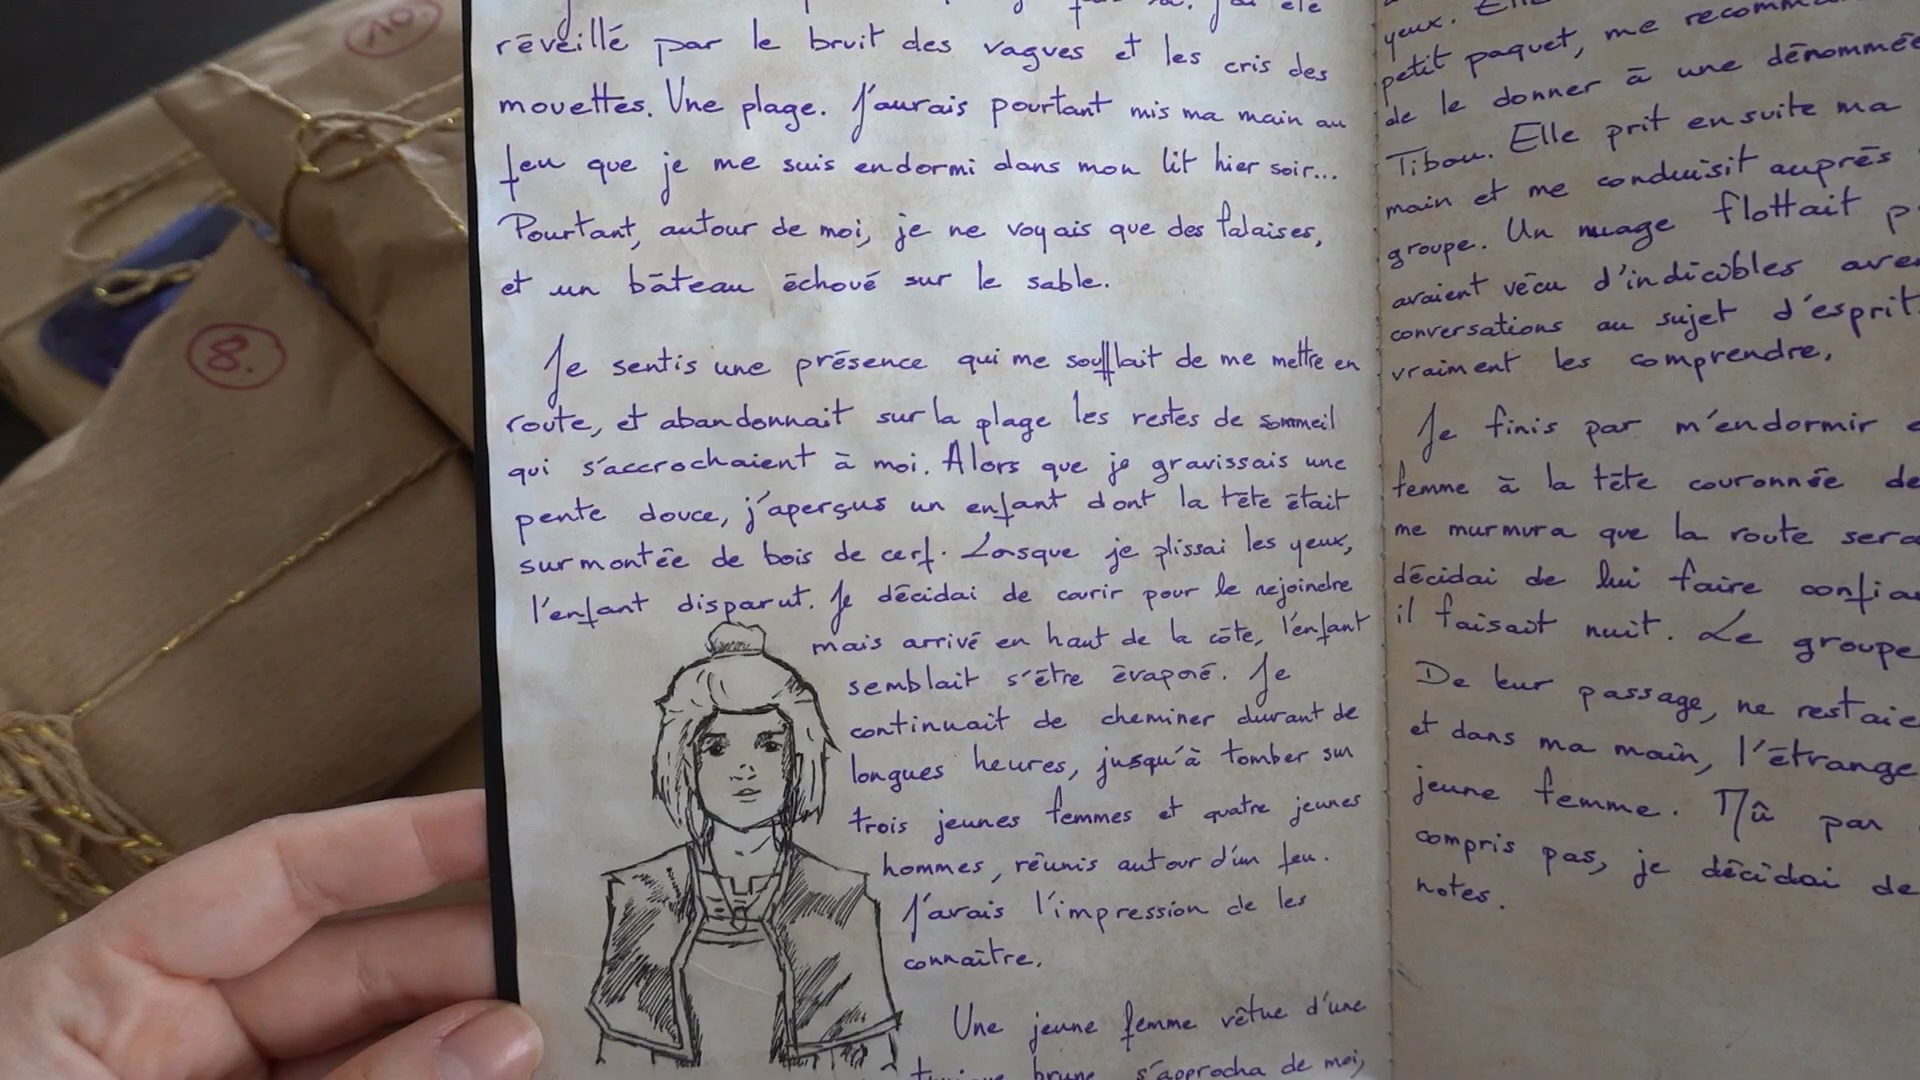 réveillé par le bruit des vagues et les cris des
mouettes. Une plage. J'aurais pourtant mis ma main au
feu que je me suis endormi dans mon lit hier soir...
Pourtant, autour de moi, je ne voyais que des falaises,
et un bâteau échoué sur le sable.
Je sentis une présence qui me soufflait de me mettre en
route, et abandonnait sur la plage les restes de sommeil
qui s'accrochaient à moi. Alors que je gravissais une
pente douce, j'aperçus un enfant dont la tête était
surmontée de bois de cerf. Lorsque je plissai les yeux,
l'enfant disparut. Je décidai de courir pour le rejoindre
mais arrivé en haut de la côte, l'enfant
semblait s'être évaporé. Je
continuait de cheminer durant de
longues heures, jusqu'à tomber sur
trois jeunes femmes et quatre jeunes
hommes, réunis autour d'un feu.
J'avais l'impression de les
connaître.
Une jeune femme vêtue d'une
brune s'approcha de moi,
yeux.
petit paquet, me
de le donner à une dénommée
Tibou. Elle prit ensuite ma
main et me conduisit auprès
groupe. Un nuage flottait
avaient vécu d'indicibles
conversations au sujet d'esprit
vraiment les comprendre.
Je finis par m'endormir
femme à la tête couronnée de
me murmura que la route
décidai de lui faire
il faisait nuit. Le groupe
De leur passage, ne
et dans ma main, l'étrange
jeune femme. Mû par
compris pas, je décidai de
notes.
10.
8.